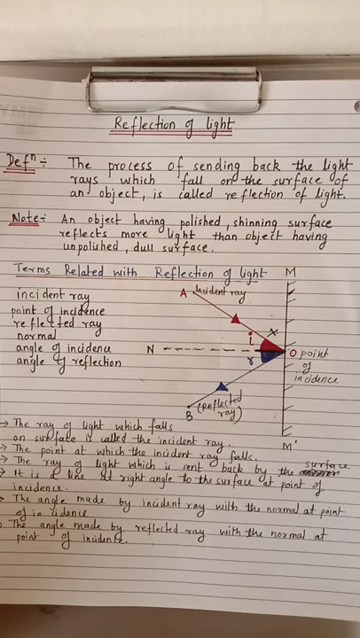 Reflection of light
Defⁿ :- The process of sending back the light
rays which fall on the surface of
an object, is called reflection of light.
Note:- An object having polished, shinning surface
reflects more light than object having
unpolished, dull surface.
Terms Related with Reflection of light
M
incident ray
point of incidence
reflected ray
normal
angle of incidence
angle of reflection
A incident ray
i
N
r
O point
of
incidence
B (reflected
ray)
M'
→ The ray of light which falls
on surface is called the incident ray.
→ The point at which the incident ray falls.
→ The ray of light which is sent back by the surface
→ It is a line at right angle to the surface at point of
incidence.
→ The angle made by incident ray with the normal at point
of incidence
→ The angle made by reflected ray with the normal at
point of incidence.